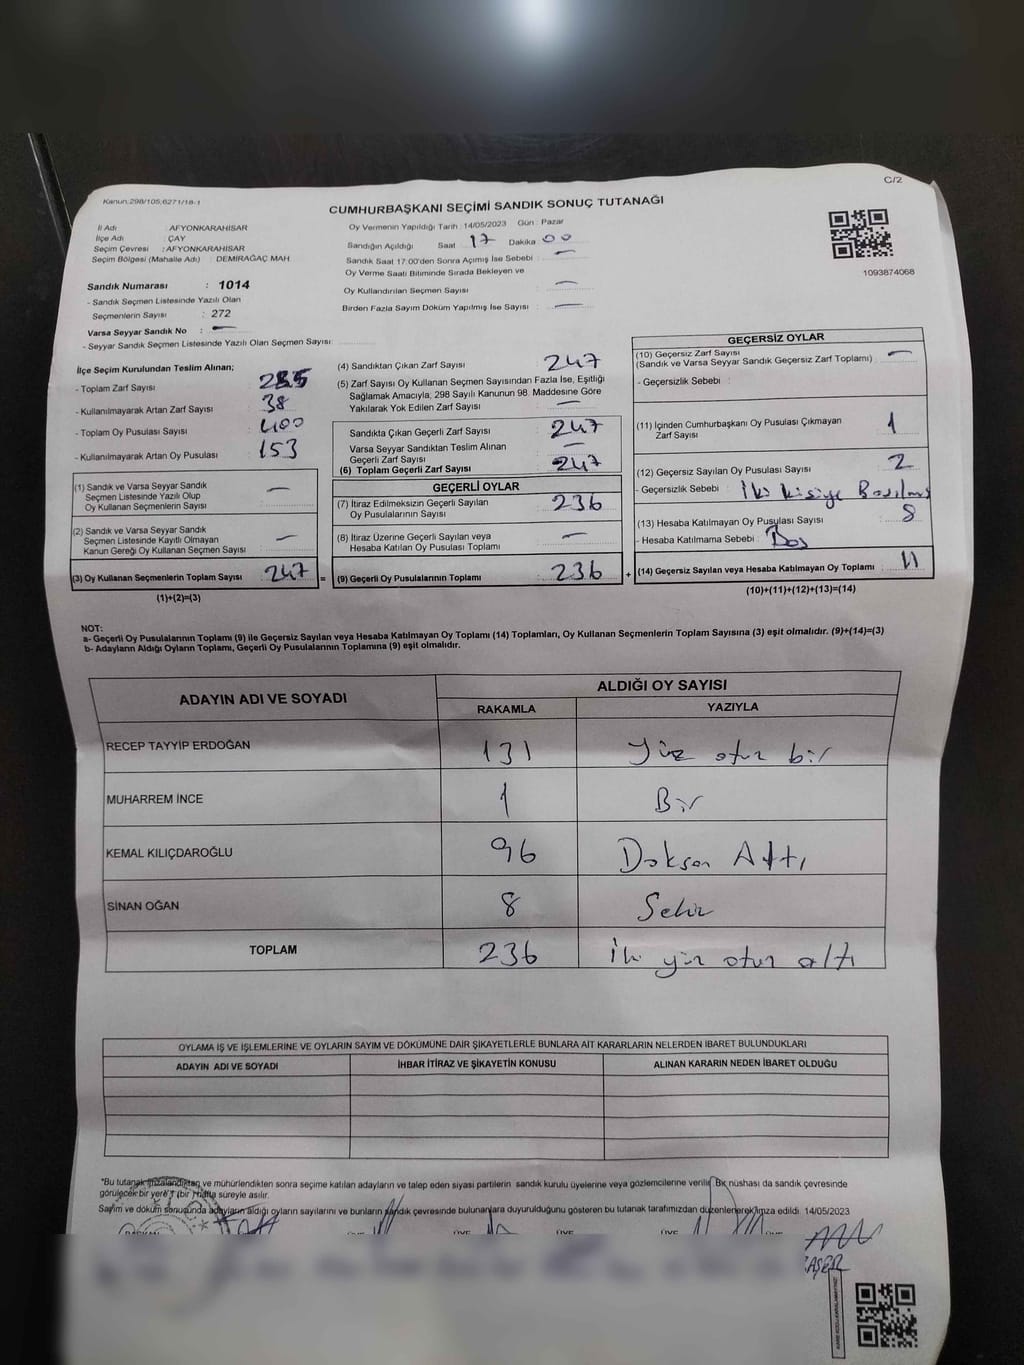 C/2
Kanun;298/105,6271/18-1
CUMHURBAŞKANI SEÇİMİ SANDIK SONUÇ TUTANAĞI
İl Adı : AFYONKARAHİSAR
İlçe Adı : ÇAY
Seçim Çevresi : AFYONKARAHİSAR
Seçim Bölgesi (Mahalle Adı) : DEMİRAĞAÇ MAH
Sandık Numarası : 1014
- Sandık Seçmen Listesinde Yazılı Olan
Seçmenlerin Sayısı : 272
Varsa Seyyar Sandık No : —
- Seyyar Sandık Seçmen Listesinde Yazılı Olan Seçmen Sayısı:
Oy Vermenin Yapıldığı Tarih : 14/05/2023 Gün : Pazar
Sandığın Açıldığı Saat 17 Dakika 00
Sandık Saat 17.00'den Sonra Açılmış İse Sebebi : —
Oy Verme Saati Bitiminde Sırada Bekleyen ve
Oy Kullandırılan Seçmen Sayısı : —
Birden Fazla Sayım Döküm Yapılmış İse Sayısı : —
1093874068
İlçe Seçim Kurulundan Teslim Alınan;
- Toplam Zarf Sayısı : 285
- Kullanılmayarak Artan Zarf Sayısı : 38
- Toplam Oy Pusulası Sayısı : 400
- Kullanılmayarak Artan Oy Pusulası : 153
(1) Sandık ve Varsa Seyyar Sandık
Seçmen Listesinde Yazılı Olup
Oy Kullanan Seçmenlerin Sayısı : —
(2) Sandık ve Varsa Seyyar Sandık
Seçmen Listesinde Kayıtlı Olmayan
Kanun Gereği Oy Kullanan Seçmen Sayısı : —
(3) Oy Kullanan Seçmenlerin Toplam Sayısı : 247 =
(1)+(2)=(3)
(4) Sandıktan Çıkan Zarf Sayısı : 247
(5) Zarf Sayısı Oy Kullanan Seçmen Sayısından Fazla İse, Eşitliği
Sağlamak Amacıyla, 298 Sayılı Kanunun 98. Maddesine Göre
Yakılarak Yok Edilen Zarf Sayısı : —
Sandıkta Çıkan Geçerli Zarf Sayısı : 247
Varsa Seyyar Sandıktan Teslim Alınan
Geçerli Zarf Sayısı : —
(6) Toplam Geçerli Zarf Sayısı : 247
GEÇERLİ OYLAR
(7) İtiraz Edilmeksizin Geçerli Sayılan
Oy Pusulalarının Sayısı : 236
(8) İtiraz Üzerine Geçerli Sayılan veya
Hesaba Katılan Oy Pusulası Toplamı : —
(9) Geçerli Oy Pusulalarının Toplamı : 236 +
GEÇERSİZ OYLAR
(10) Geçersiz Zarf Sayısı
(Sandık ve Varsa Seyyar Sandık Geçersiz Zarf Toplamı) : —
- Geçersizlik Sebebi :
(11) İçinden Cumhurbaşkanı Oy Pusulası Çıkmayan
Zarf Sayısı : 1
(12) Geçersiz Sayılan Oy Pusulası Sayısı : 2
- Geçersizlik Sebebi : İki kişiye Basılmış
(13) Hesaba Katılmayan Oy Pusulası Sayısı : 8
- Hesaba Katılmama Sebebi : Boş
(14) Geçersiz Sayılan veya Hesaba Katılmayan Oy Toplamı : 11
(10)+(11)+(12)+(13)=(14)
NOT:
a- Geçerli Oy Pusulalarının Toplamı (9) ile Geçersiz Sayılan veya Hesaba Katılmayan Oy Toplamı (14) Toplamları, Oy Kullanan Seçmenlerin Toplam Sayısına (3) eşit olmalıdır. (9)+(14)=(3)
b- Adayların Aldığı Oyların Toplamı, Geçerli Oy Pusulalarının Toplamına (9) eşit olmalıdır.
ADAYIN ADI VE SOYADI ALDIĞI OY SAYISI
RAKAMLA YAZIYLA
RECEP TAYYİP ERDOĞAN 131 Yüz otuz bir
MUHARREM İNCE 1 Bir
KEMAL KILIÇDAROĞLU 96 Doksan Altı
SİNAN OĞAN 8 Sekiz
TOPLAM 236 İki yüz otuz altı
OYLAMA İŞ VE İŞLEMLERİNE VE OYLARIN SAYIM VE DÖKÜMÜNE DAİR ŞİKAYETLERLE BUNLARA AİT KARARLARIN NELERDEN İBARET BULUNDUKLARI
ADAYIN ADI VE SOYADI İHBAR İTİRAZ VE ŞİKAYETİN KONUSU ALINAN KARARIN NEDEN İBARET OLDUĞU
*Bu tutanak imzalandıktan ve mühürlendikten sonra seçime katılan adayların ve talep eden siyasi partilerin sandık kurulu üyelerine veya gözlemcilerine verilir. Bir nüshası da sandık çevresinde
görülecek bir yere 1 (bir) hafta süreyle asılır.
Sayım ve döküm sonucunda adayların aldığı oyların sayılarını ve bunların sandık çevresinde bulunanlara duyurulduğunu gösteren bu tutanak tarafımızdan düzenlenerek imza edildi. 14/05/2023
BAŞKAN ÜYE ÜYE ÜYE ÜYE